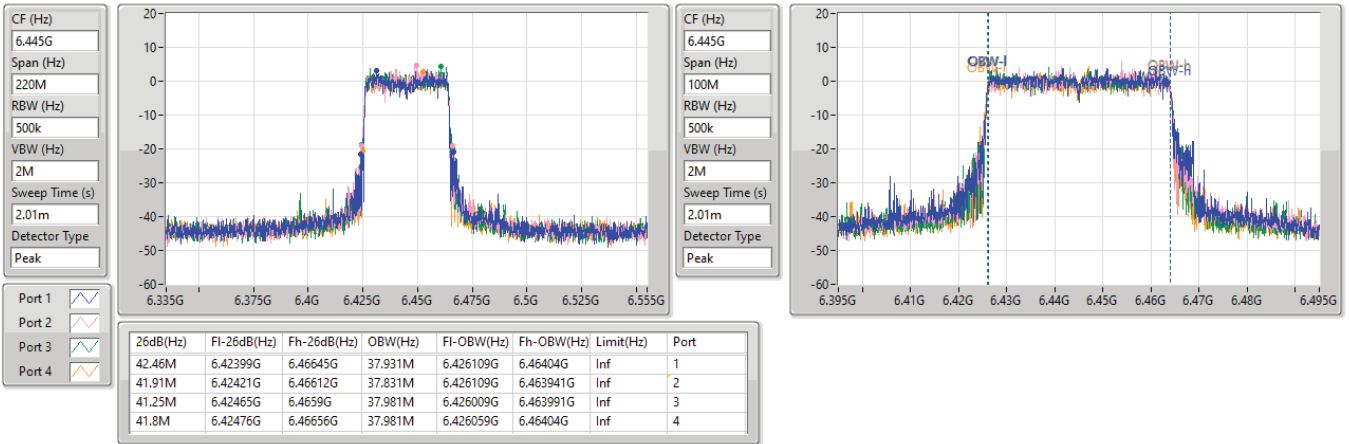 CF (Hz)
6.445G
Span (Hz)
220M
RBW (Hz)
500k
VBW (Hz)
2M
Sweep Time (s)
2.01m
Detector Type
Peak
20
10
0
-10
-20
-30
-40
-50
-60
6.335G 6.375G 6.4G 6.425G 6.45G 6.475G 6.5G 6.525G 6.555G
CF (Hz)
6.445G
Span (Hz)
100M
RBW (Hz)
500k
VBW (Hz)
2M
Sweep Time (s)
2.01m
Detector Type
Peak
20
10
0
-10
-20
-30
-40
-50
-60
OBW-l
OBW-h
OBW-h
6.395G 6.41G 6.42G 6.43G 6.44G 6.45G 6.46G 6.47G 6.48G 6.495G
Port 1
Port 2
Port 3
Port 4
26dB(Hz) Fl-26dB(Hz) Fh-26dB(Hz) OBW(Hz) Fl-OBW(Hz) Fh-OBW(Hz) Limit(Hz) Port
42.46M 6.42399G 6.46645G 37.931M 6.426109G 6.46404G Inf 1
41.91M 6.42421G 6.46612G 37.831M 6.426109G 6.463941G Inf 2
41.25M 6.42465G 6.4659G 37.981M 6.426009G 6.463991G Inf 3
41.8M 6.42476G 6.46656G 37.981M 6.426059G 6.46404G Inf 4